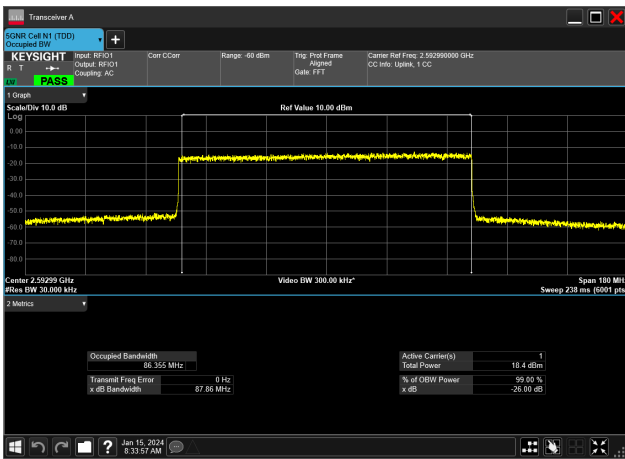 Transceiver A
5GNR Cell N1 (TDD)
Occupied BW
KEYSIGHT
R T
LNI
PASS
Input: RFIO1
Output: RFIO1
Coupling: AC
Corr CCorr
Range: -60 dBm
Trig: Prot Frame
Aligned
Gate: FFT
Carrier Ref Freq: 2.592990000 GHz
CC Info: Uplink, 1 CC
1 Graph
Scale/Div 10.0 dB
Ref Value 10.00 dBm
Log
0.00
-10.0
-20.0
-30.0
-40.0
-50.0
-60.0
-70.0
-80.0
Center 2.59299 GHz
Video BW 300.00 kHz*
Span 180 MHz
#Res BW 30.000 kHz
Sweep 238 ms (6001 pts
2 Metrics
Occupied Bandwidth
86.355 MHz
Transmit Freq Error 0 Hz
x dB Bandwidth 87.86 MHz
Active Carrier(s) 1
Total Power 18.4 dBm
% of OBW Power 99.00 %
x dB -26.00 dB
?
Jan 15, 2024
8:33:57 AM